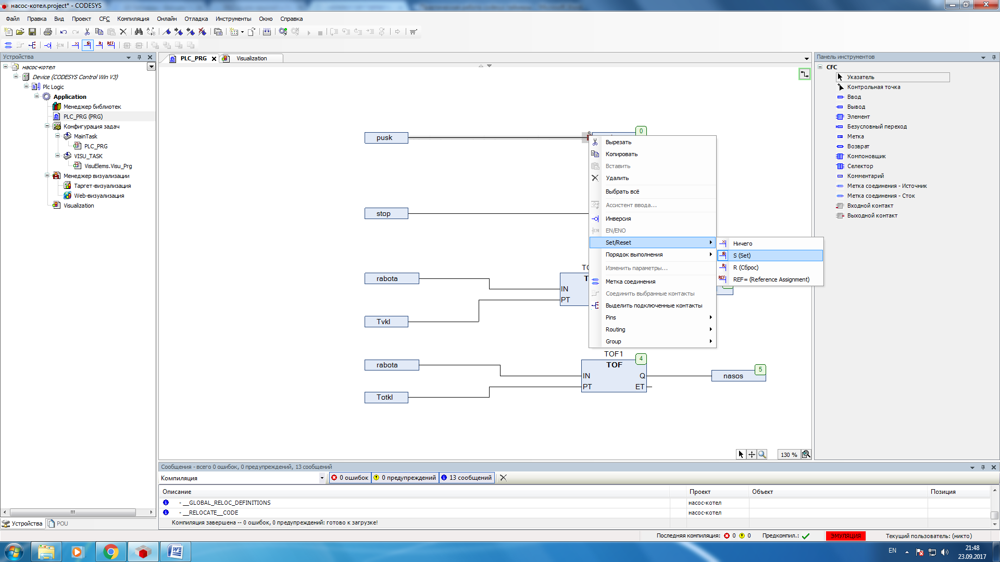 насос-котел.project* - CODESYS
Файл Правка Вид Проект CFC Компиляция Онлайн Отладка Инструменты Окно Справка
Устройства
насос-котел
Device (CODESYS Control Win V3)
Plc Logic
Application
Менеджер библиотек
PLC_PRG (PRG)
Конфигурация задач
MainTask
PLC_PRG
VISU_TASK
VisuElems.Visu_Prg
Менеджер визуализации
Таргет-визуализация
Web-визуализация
Visualization
Устройства POU
PLC_PRG Visualization
pusk
S
0
stop
rabota
Tvkl
IN
PT
rabota
Totkl
TOF1
TOF
4
IN Q
PT ET
nasos
5
Вырезать
Копировать
Вставить
Удалить
Выбрать всё
Ассистент ввода...
Инверсия
EN/ENO
Set/Reset
Порядок выполнения
Изменить параметры...
Метка соединения
Соединить выбранные контакты
Выделить подключенные контакты
Pins
Routing
Group
Ничего
S (Set)
R (Сброс)
REF= (Reference Assignment)
130 %
Панель инструментов
CFC
Указатель
Контрольная точка
Ввод
Вывод
Элемент
Безусловный переход
Метка
Возврат
Компоновщик
Селектор
Комментарий
Метка соединения - Источник
Метка соединения - Сток
Входной контакт
Выходной контакт
Сообщения - всего 0 ошибок, 0 предупреждений, 13 сообщений
Компиляция 0 ошибок 0 предупреждений 13 сообщений
Описание Проект Объект Позиция
- __GLOBAL_RELOC_DEFINITIONS насос-котел
- __RELOCATE__CODE насос-котел
Компиляция завершена -- 0 ошибок, 0 предупреждений: готово к загрузке!
Последняя компиляция: 0 0 Предкомпил.: ЭМУЛЯЦИЯ Текущий пользователь: (никто)
EN
21:48
23.09.2017